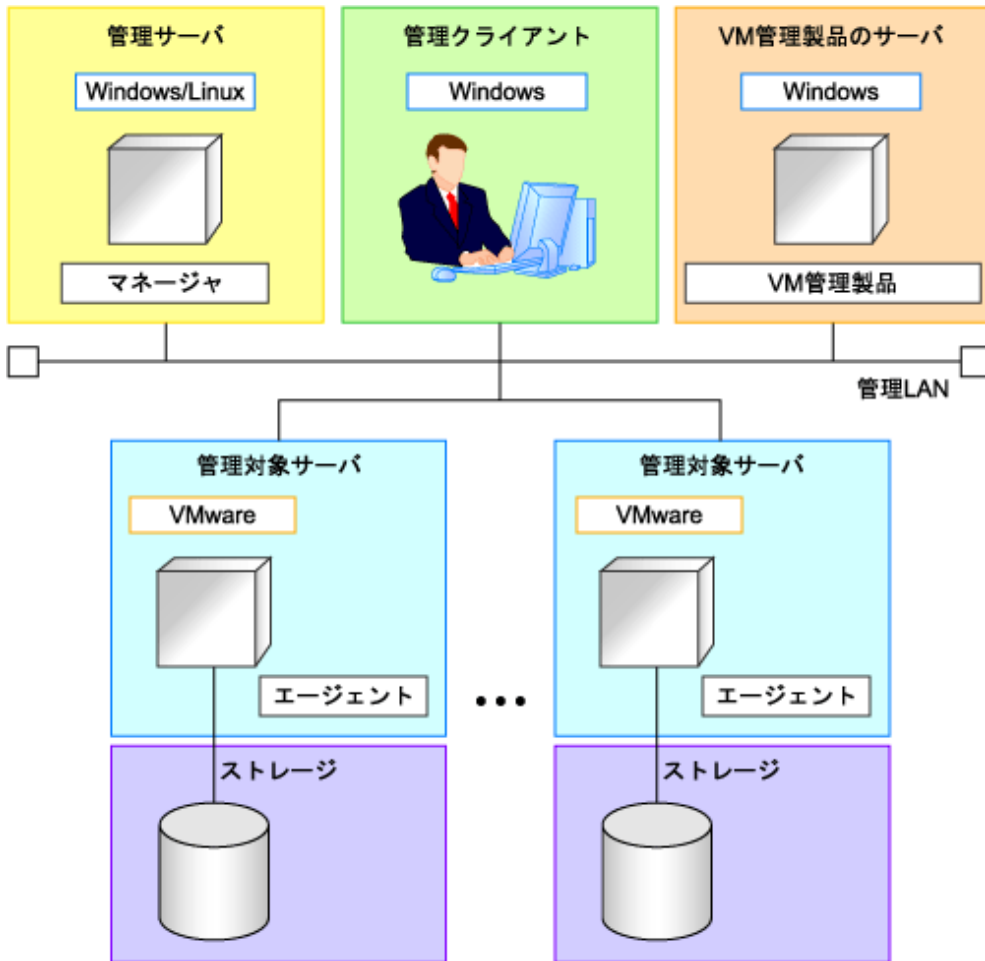 管理サーバ
Windows/Linux
マネージャ
管理クライアント
Windows
VM管理製品のサーバ
Windows
VM管理製品
管理LAN
管理対象サーバ
VMware
エージェント
ストレージ
•••
管理対象サーバ
VMware
エージェント
ストレージ